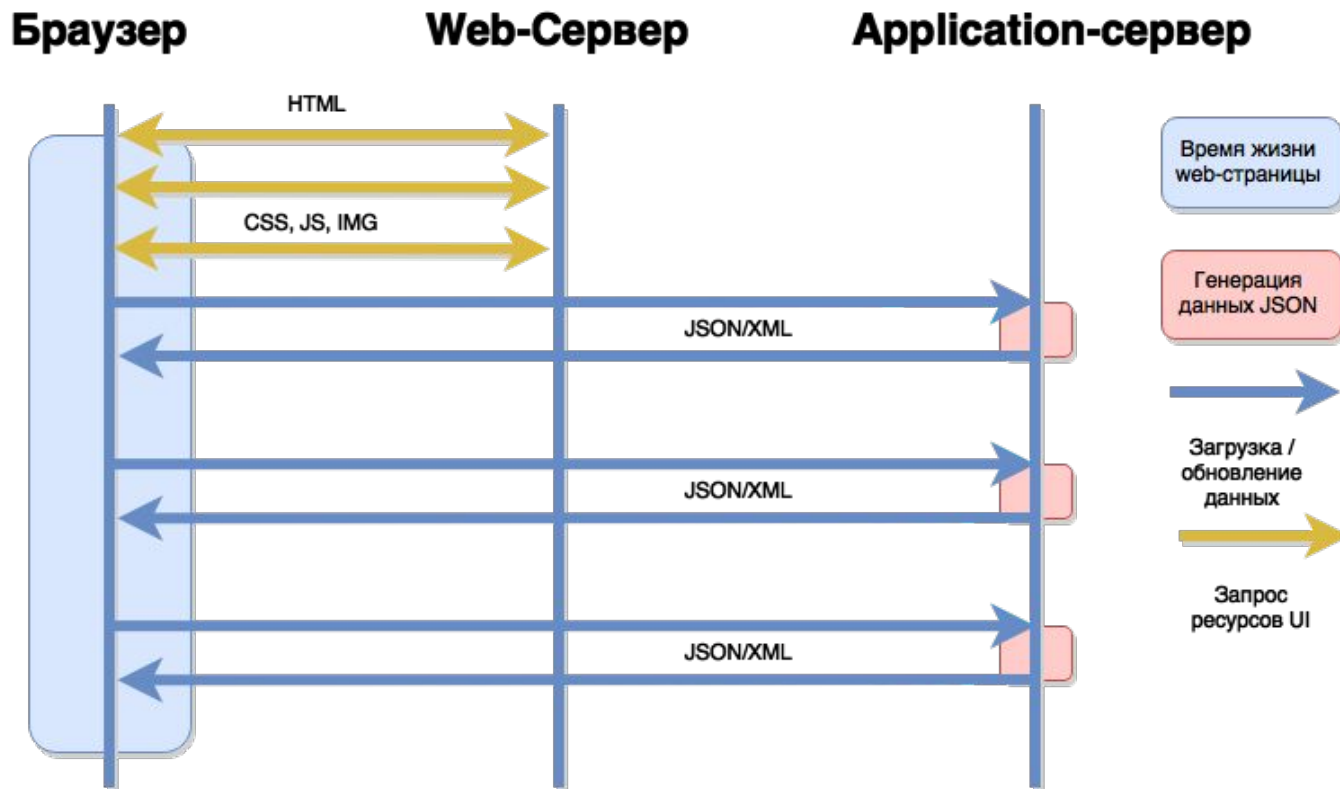 Браузер
Web-Сервер
Application-сервер
HTML
CSS, JS, IMG
JSON/XML
JSON/XML
JSON/XML
Время жизни
web-страницы
Генерация
данных JSON
Загрузка /
обновление
данных
Запрос
ресурсов UI